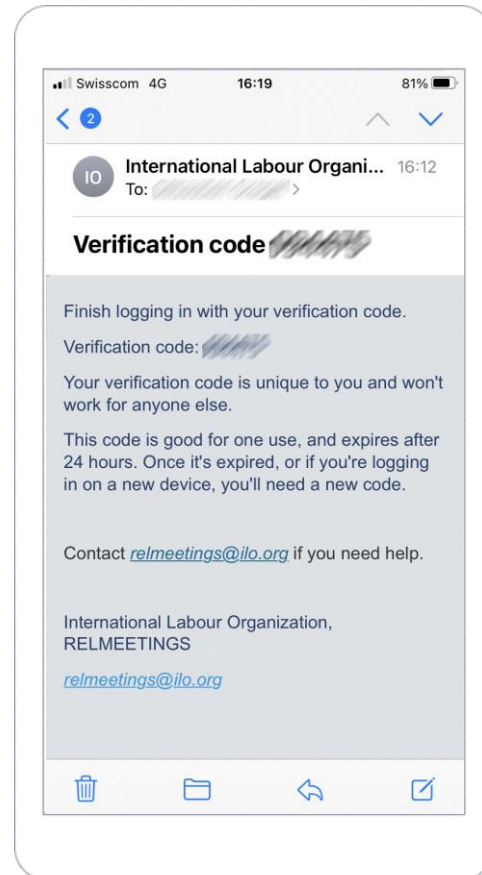 Swisscom 4G 16:19 81%
2
IO International Labour Organi... 16:12
To:
Verification code
Finish logging in with your verification code.
Verification code:
Your verification code is unique to you and won't
work for anyone else.
This code is good for one use, and expires after
24 hours. Once it's expired, or if you're logging
in on a new device, you'll need a new code.
Contact relmeetings@ilo.org if you need help.
International Labour Organization,
RELMEETINGS
relmeetings@ilo.org